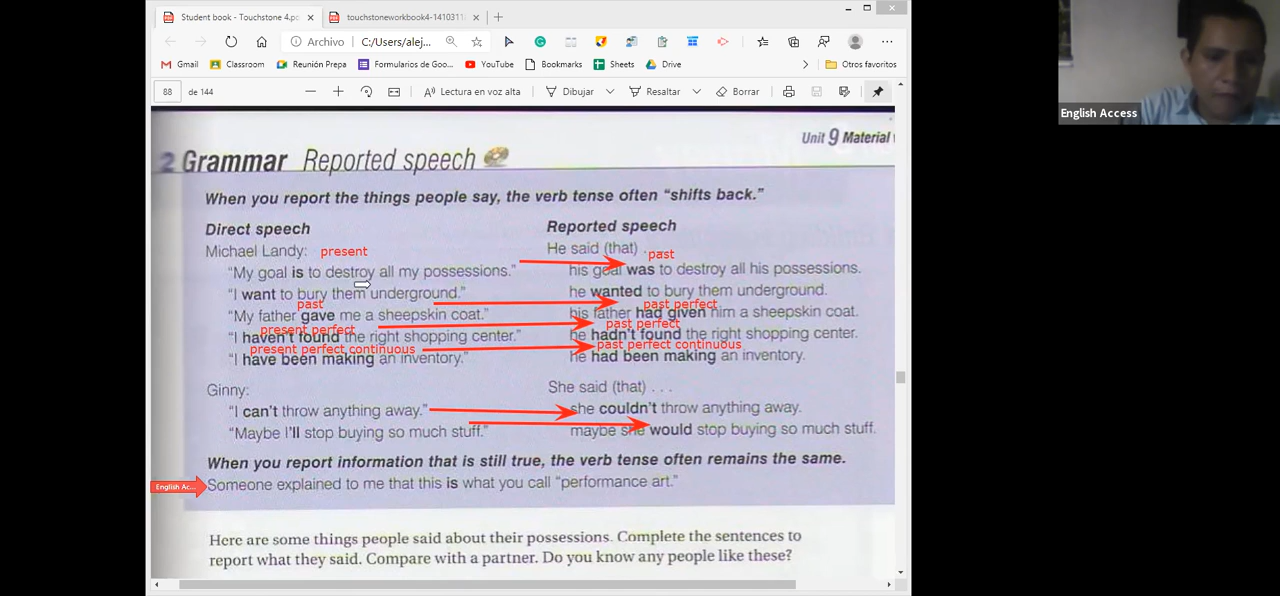 Student book - Touchstone 4.pd
touchstoneworkbook4-1410311
Archivo C:/Users/alej...
Gmail Classroom Reunión Prepa Formularios de Goo... YouTube Bookmarks Sheets Drive Otros favoritos
88 de 144 Lectura en voz alta Dibujar Resaltar Borrar
English Access
Unit 9 Material
2 Grammar Reported speech
When you report the things people say, the verb tense often “shifts back.”
Direct speech Reported speech
Michael Landy: present He said (that) . past
“My goal is to destroy all my possessions.” his goal was to destroy all his possessions.
“I want to bury them underground.” he wanted to bury them underground.
past past perfect
“My father gave me a sheepskin coat.” his father had given him a sheepskin coat.
present perfect past perfect
“I haven't found the right shopping center.” he hadn't found the right shopping center.
present perfect continuous past perfect continuous
“I have been making an inventory.” he had been making an inventory.
Ginny: She said (that) . . .
“I can't throw anything away.” she couldn't throw anything away.
“Maybe I'll stop buying so much stuff.” maybe she would stop buying so much stuff.
When you report information that is still true, the verb tense often remains the same.
English Ac... Someone explained to me that this is what you call “performance art.”
Here are some things people said about their possessions. Complete the sentences to
report what they said. Compare with a partner. Do you know any people like these?